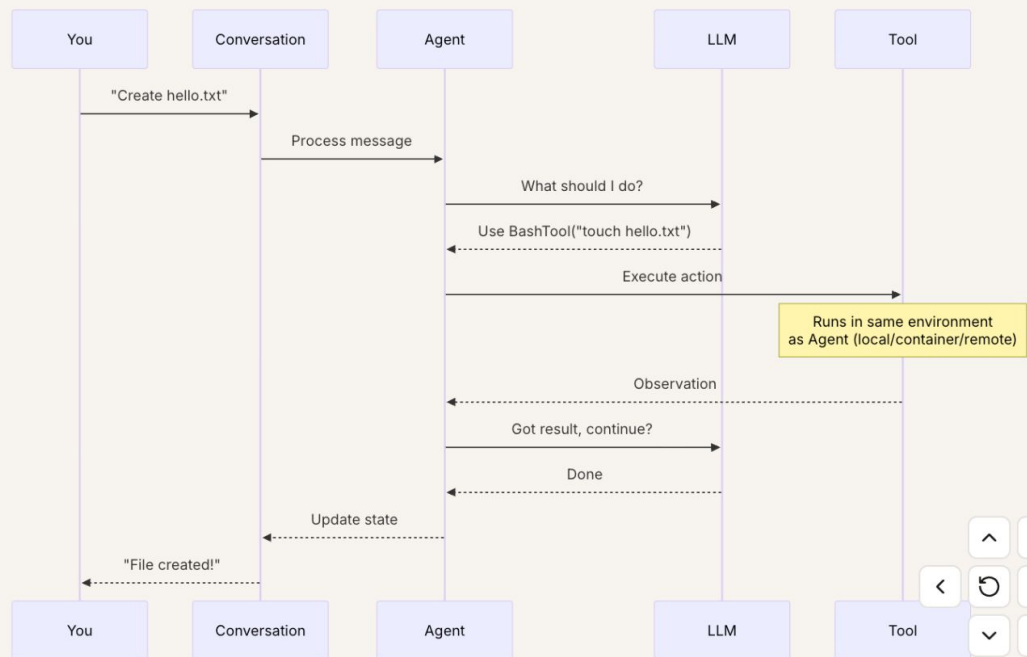 You
Conversation
Agent
LLM
Tool
"Create hello.txt"
Process message
What should I do?
Use BashTool("touch hello.txt")
Execute action
Runs in same environment
as Agent (local/container/remote)
Observation
Got result, continue?
Done
Update state
"File created!"
You
Conversation
Agent
LLM
Tool